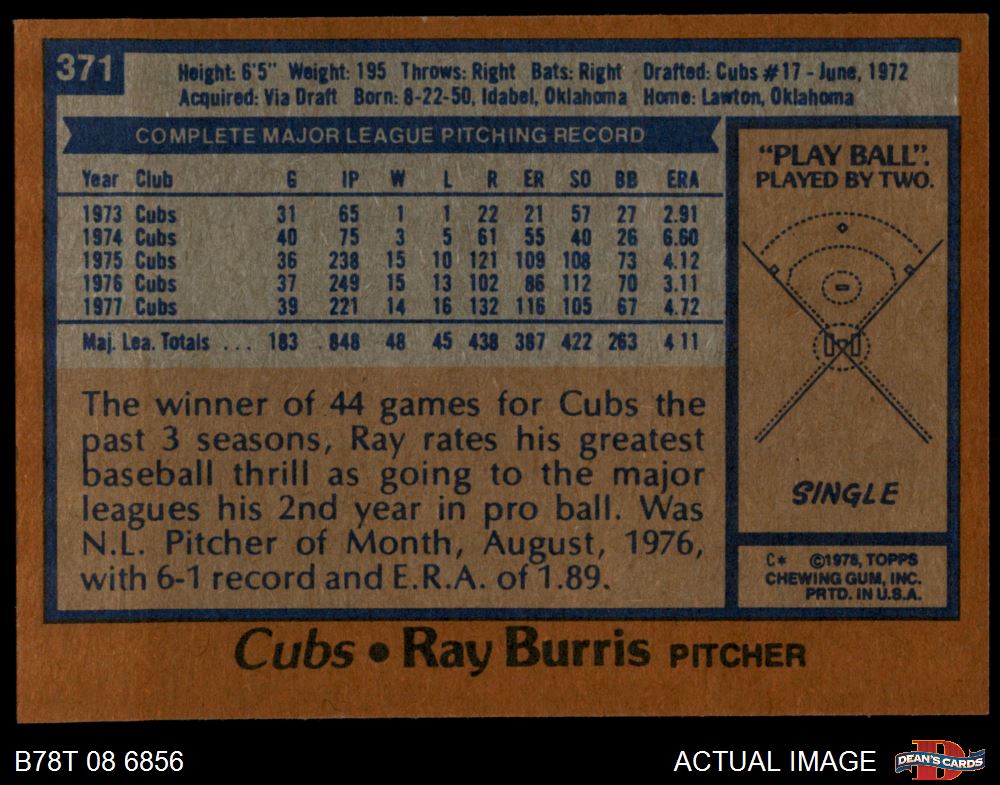 371
Height: 6'5" Weight: 195 Throws: Right Bats: Right Drafted: Cubs #17 - June, 1972
Acquired: Via Draft Born: 8-22-50, Idabel, Oklahoma Home: Lawton, Oklahoma
COMPLETE MAJOR LEAGUE PITCHING RECORD
Year Club G IP W L R ER SO BB ERA
1973 Cubs 31 65 1 1 22 21 57 27 2.91
1974 Cubs 40 75 3 5 61 55 40 26 6.60
1975 Cubs 36 238 15 10 121 109 108 73 4.12
1976 Cubs 37 249 15 13 102 86 112 70 3.11
1977 Cubs 39 221 14 16 132 116 105 67 4.72
Maj. Lea. Totals ... 183 848 48 45 438 387 422 263 4 11
The winner of 44 games for Cubs the
past 3 seasons, Ray rates his greatest
baseball thrill as going to the major
leagues his 2nd year in pro ball. Was
N.L. Pitcher of Month, August, 1976,
with 6-1 record and E.R.A. of 1.89.
"PLAY BALL".
PLAYED BY TWO.
SINGLE
C* ©1978, TOPPS
CHEWING GUM, INC.
PRTD. IN U.S.A.
Cubs • Ray Burris PITCHER
B78T 08 6856
ACTUAL IMAGE
D
DEAN'S CARDS